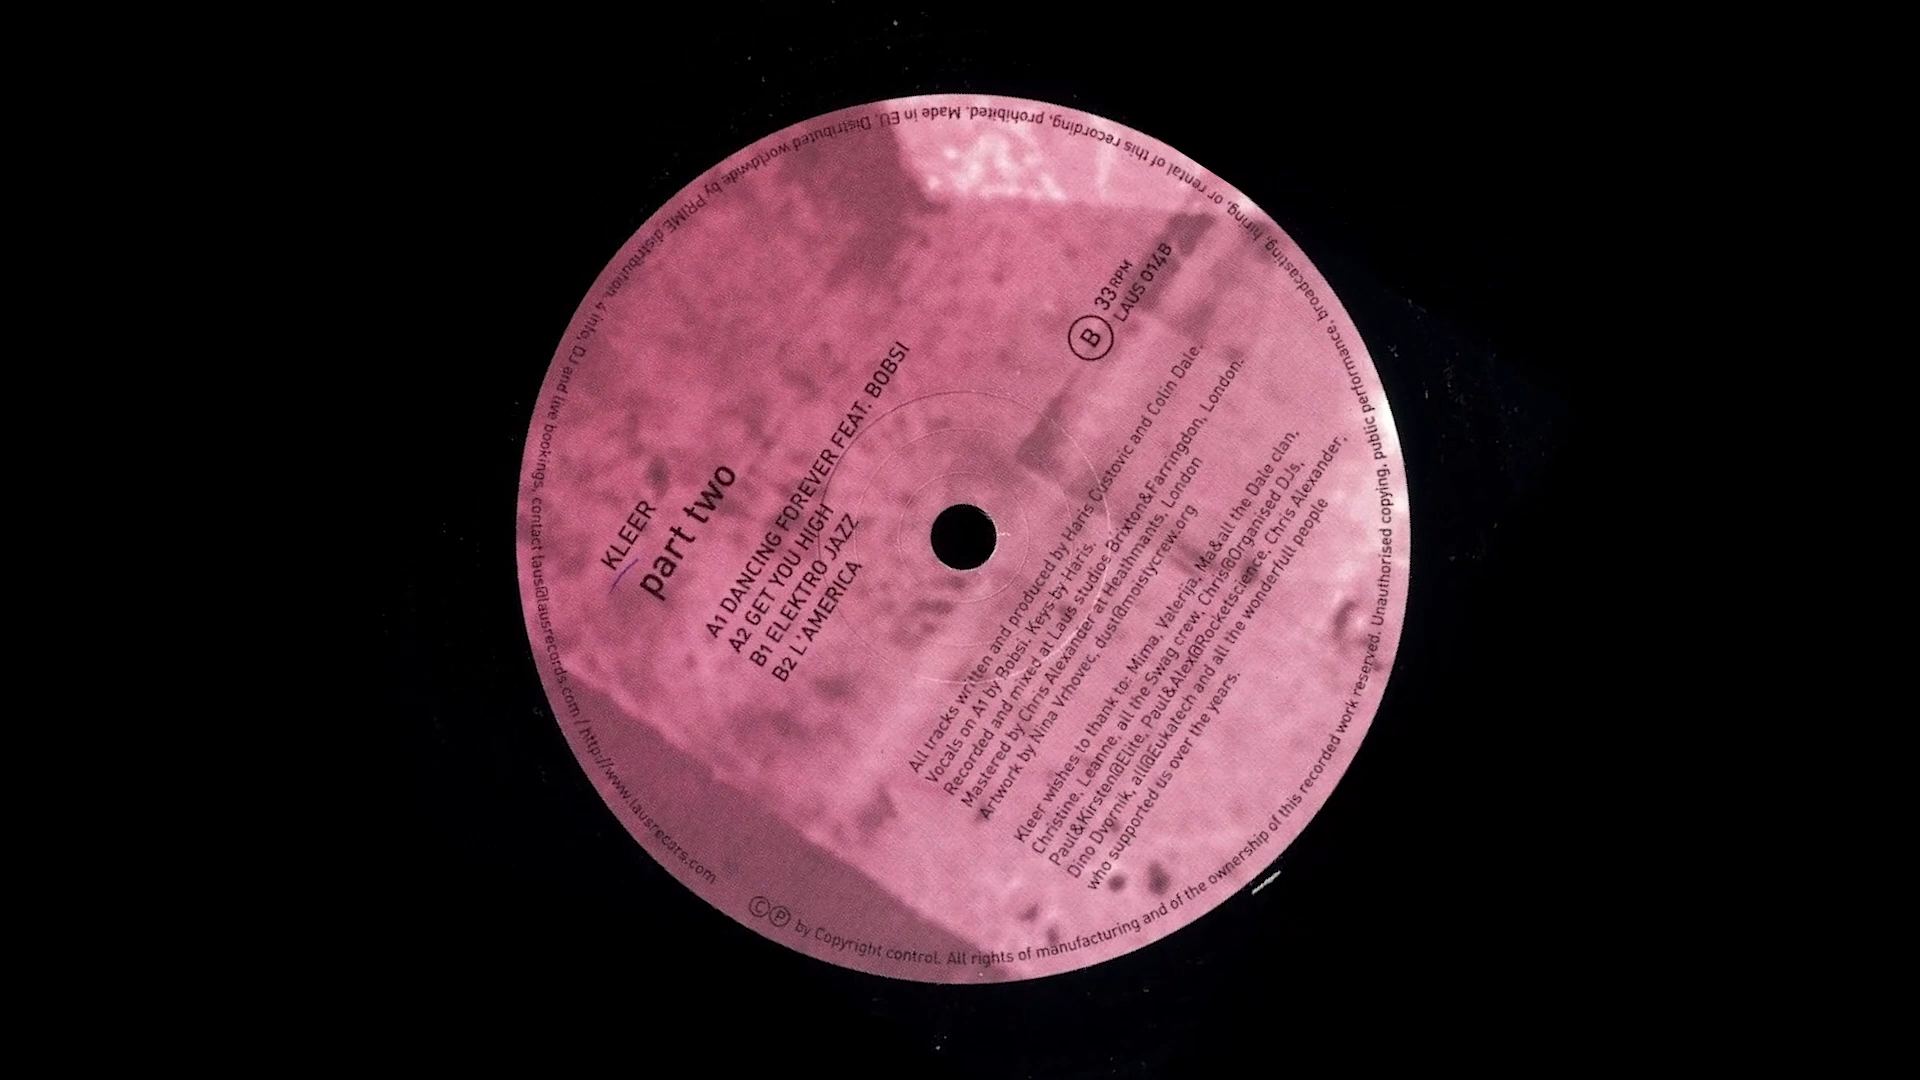 KLEER
part two
A1 DANCING FOREVER FEAT. BOBSI
A2 GET YOU HIGH
B1 ELEKTRO JAZZ
B2 L'AMERICA
B
33 RPM
LAUS 014B
All tracks written and produced by Haris Custovic and Colin Dale.
Vocals on A1 by Bobsi. Keys by Haris.
Recorded and mixed at Laus studios Brixton&Farringdon, London.
Mastered by Chris Alexander at Heathmants, London
Artwork by Nina Vrhovec, dust@moistycrew.org
Kleer wishes to thank to: Mima, Valerija, Ma&all the Dale clan,
Christine, Leanne, all the Swag crew, Chris@Organised DJs,
Paul&Kirsten@Elite, Paul&Alex@Rocketscience, Chris Alexander,
Dino Dvornik, all@Eukatech and all the wonderfull people
who supported us over the years.
©℗ by Copyright control. All rights of manufacturing and of the ownership of this recorded work reserved. Unauthorised copying, public performance, broadcasting, hiring, or rental of this recording, prohibited. Made in EU, Distributed worldwide by PRIME distribution. 4 info, DJ and live bookings, contact laus@lausrecords.com / http://www.lausrecors.com